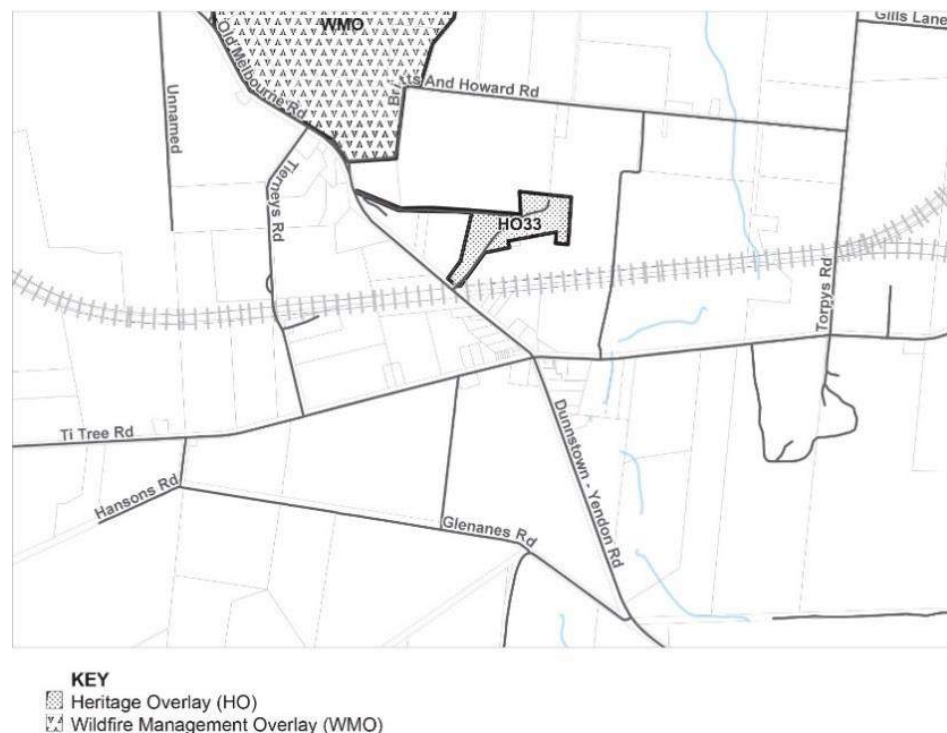 WMO
Gills Lane
Old Melbourne Rd
Britts And Howard Rd
Unnamed
Tierneys Rd
HO33
Torpys Rd
Ti Tree Rd
Dunnstown - Yendon Rd
Hansons Rd
Glenanes Rd
KEY
Heritage Overlay (HO)
Wildfire Management Overlay (WMO)